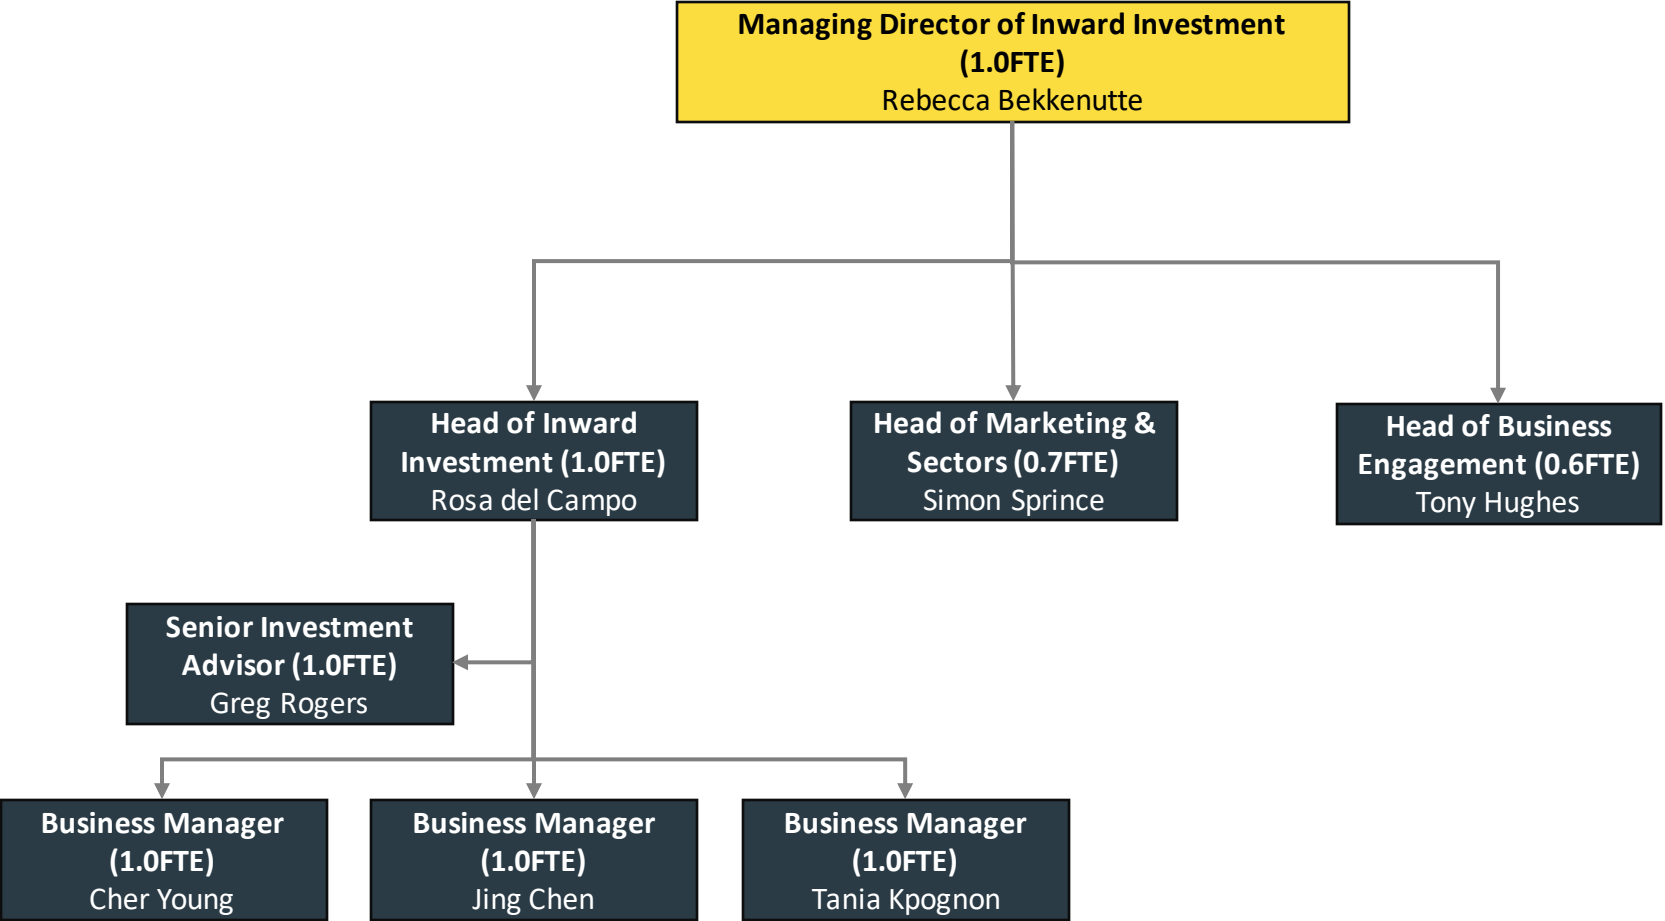 Managing Director of Inward Investment
(1.0FTE)
Rebecca Bekkenutte
Head of Inward
Investment (1.0FTE)
Rosa del Campo
Head of Marketing &
Sectors (0.7FTE)
Simon Sprince
Head of Business
Engagement (0.6FTE)
Tony Hughes
Senior Investment
Advisor (1.0FTE)
Greg Rogers
Business Manager
(1.0FTE)
Cher Young
Business Manager
(1.0FTE)
Jing Chen
Business Manager
(1.0FTE)
Tania Kpognon